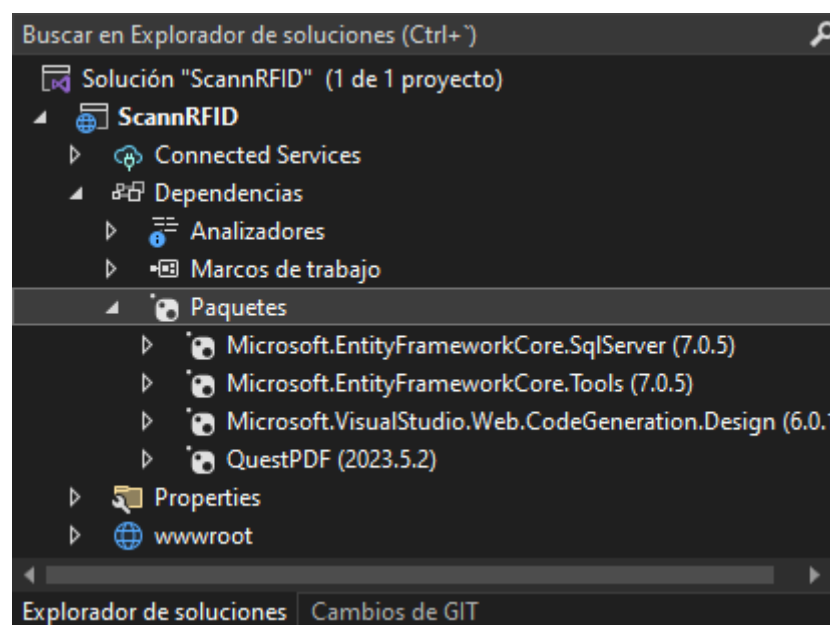 Buscar en Explorador de soluciones (Ctrl+`)
Solución "ScannRFID" (1 de 1 proyecto)
ScannRFID
Connected Services
Dependencias
Analizadores
Marcos de trabajo
Paquetes
Microsoft.EntityFrameworkCore.SqlServer (7.0.5)
Microsoft.EntityFrameworkCore.Tools (7.0.5)
Microsoft.VisualStudio.Web.CodeGeneration.Design (6.0.
QuestPDF (2023.5.2)
Properties
wwwroot
Explorador de soluciones Cambios de GIT